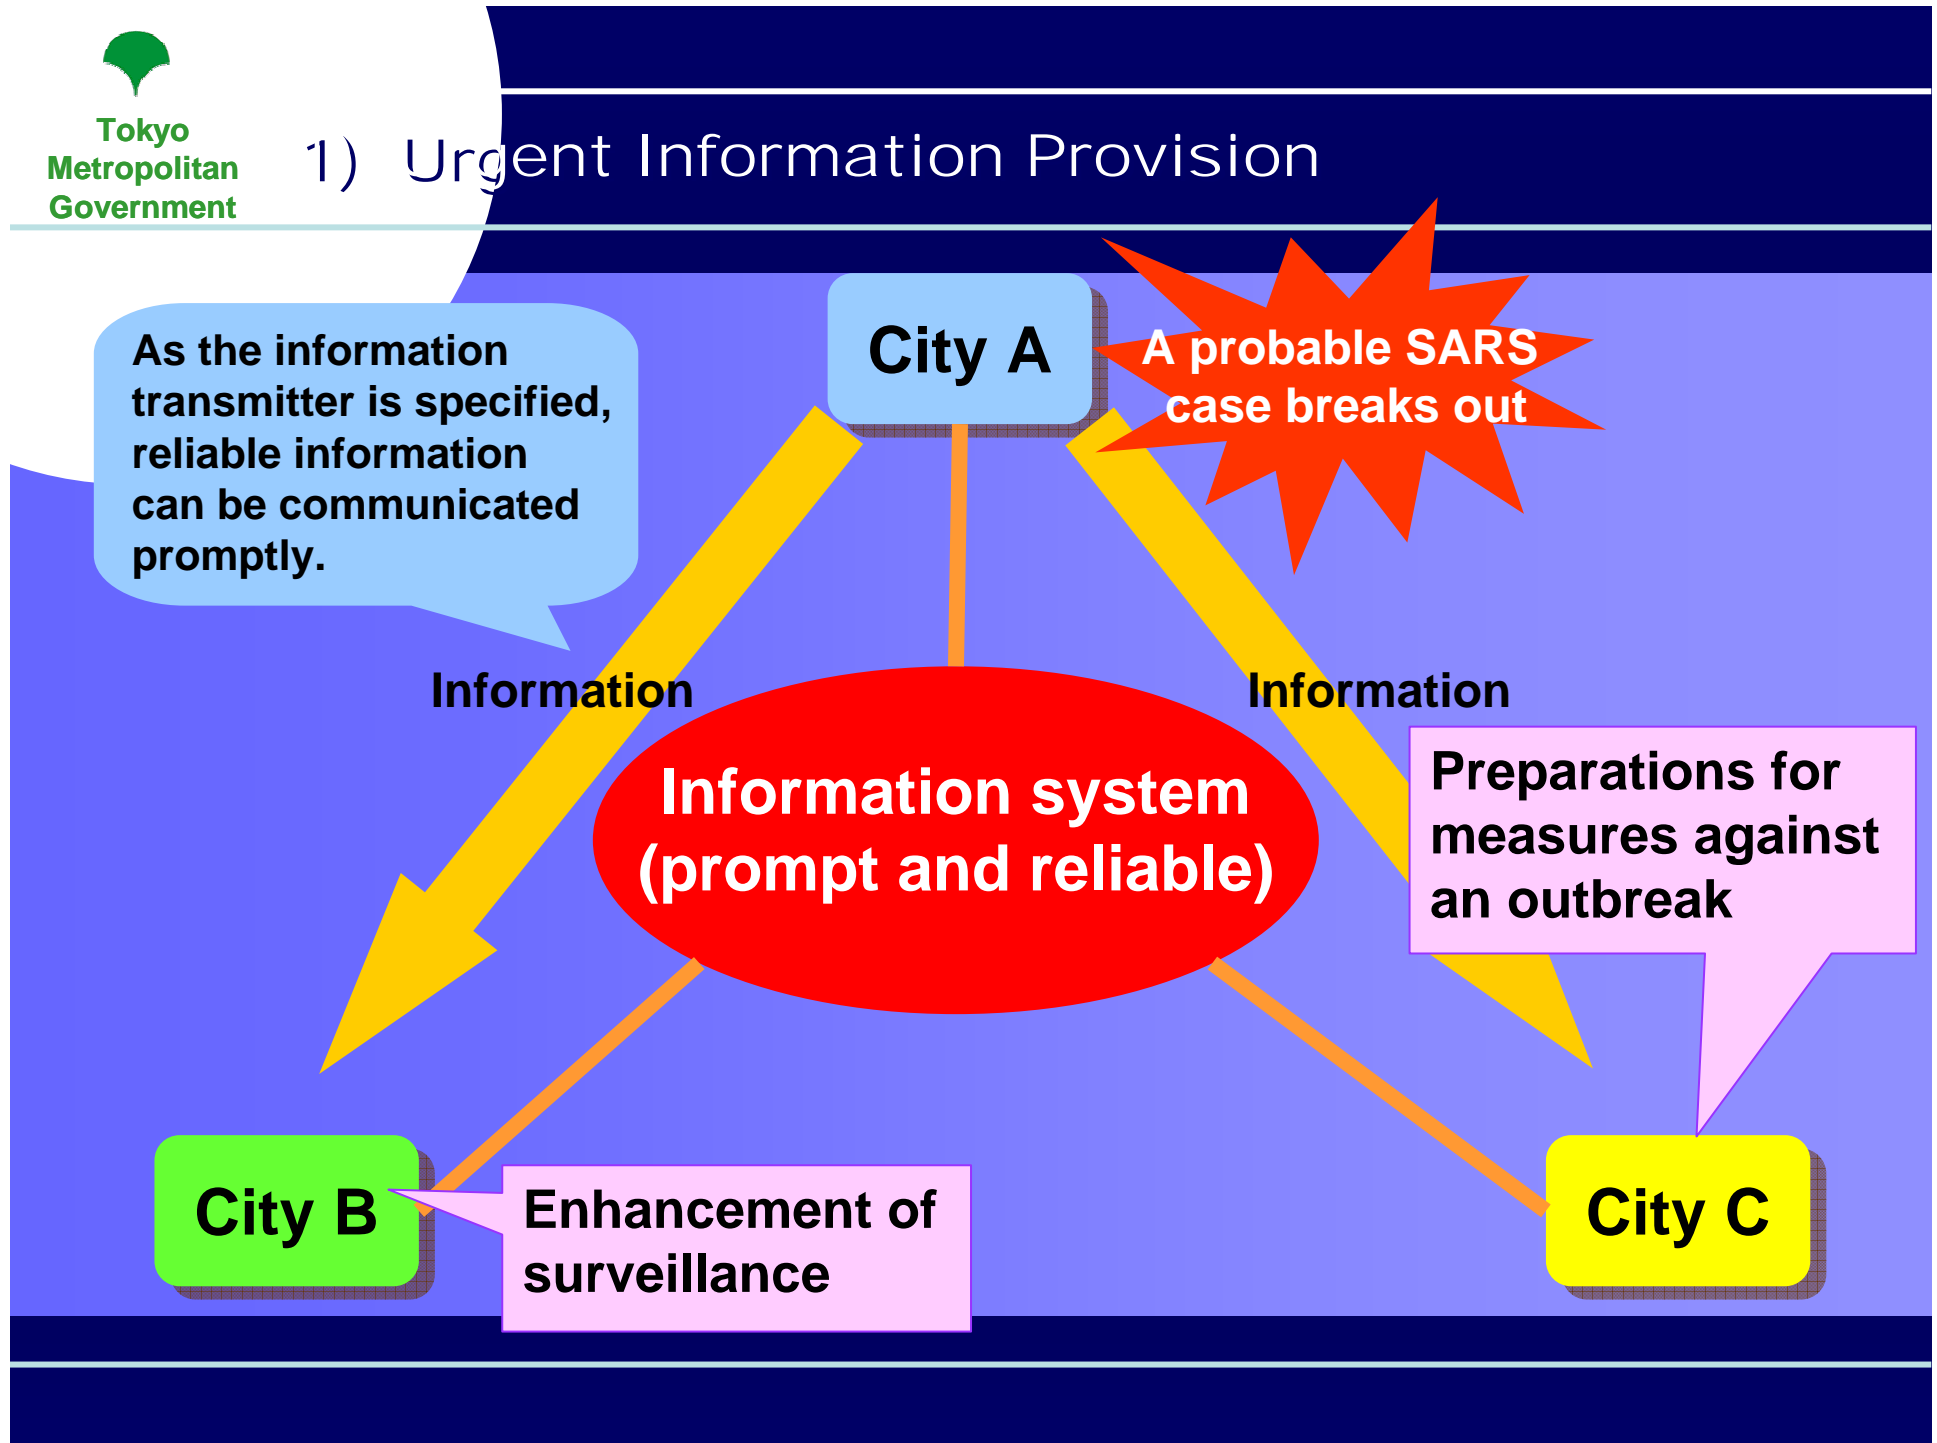 Tokyo
Metropolitan
Government
1) Urgent Information Provision
City A
A probable SARS
case breaks out
As the information
transmitter is specified,
reliable information
can be communicated
promptly.
Information
Information
Information system
(prompt and reliable)
Preparations for
measures against
an outbreak
City B
Enhancement of
surveillance
City C